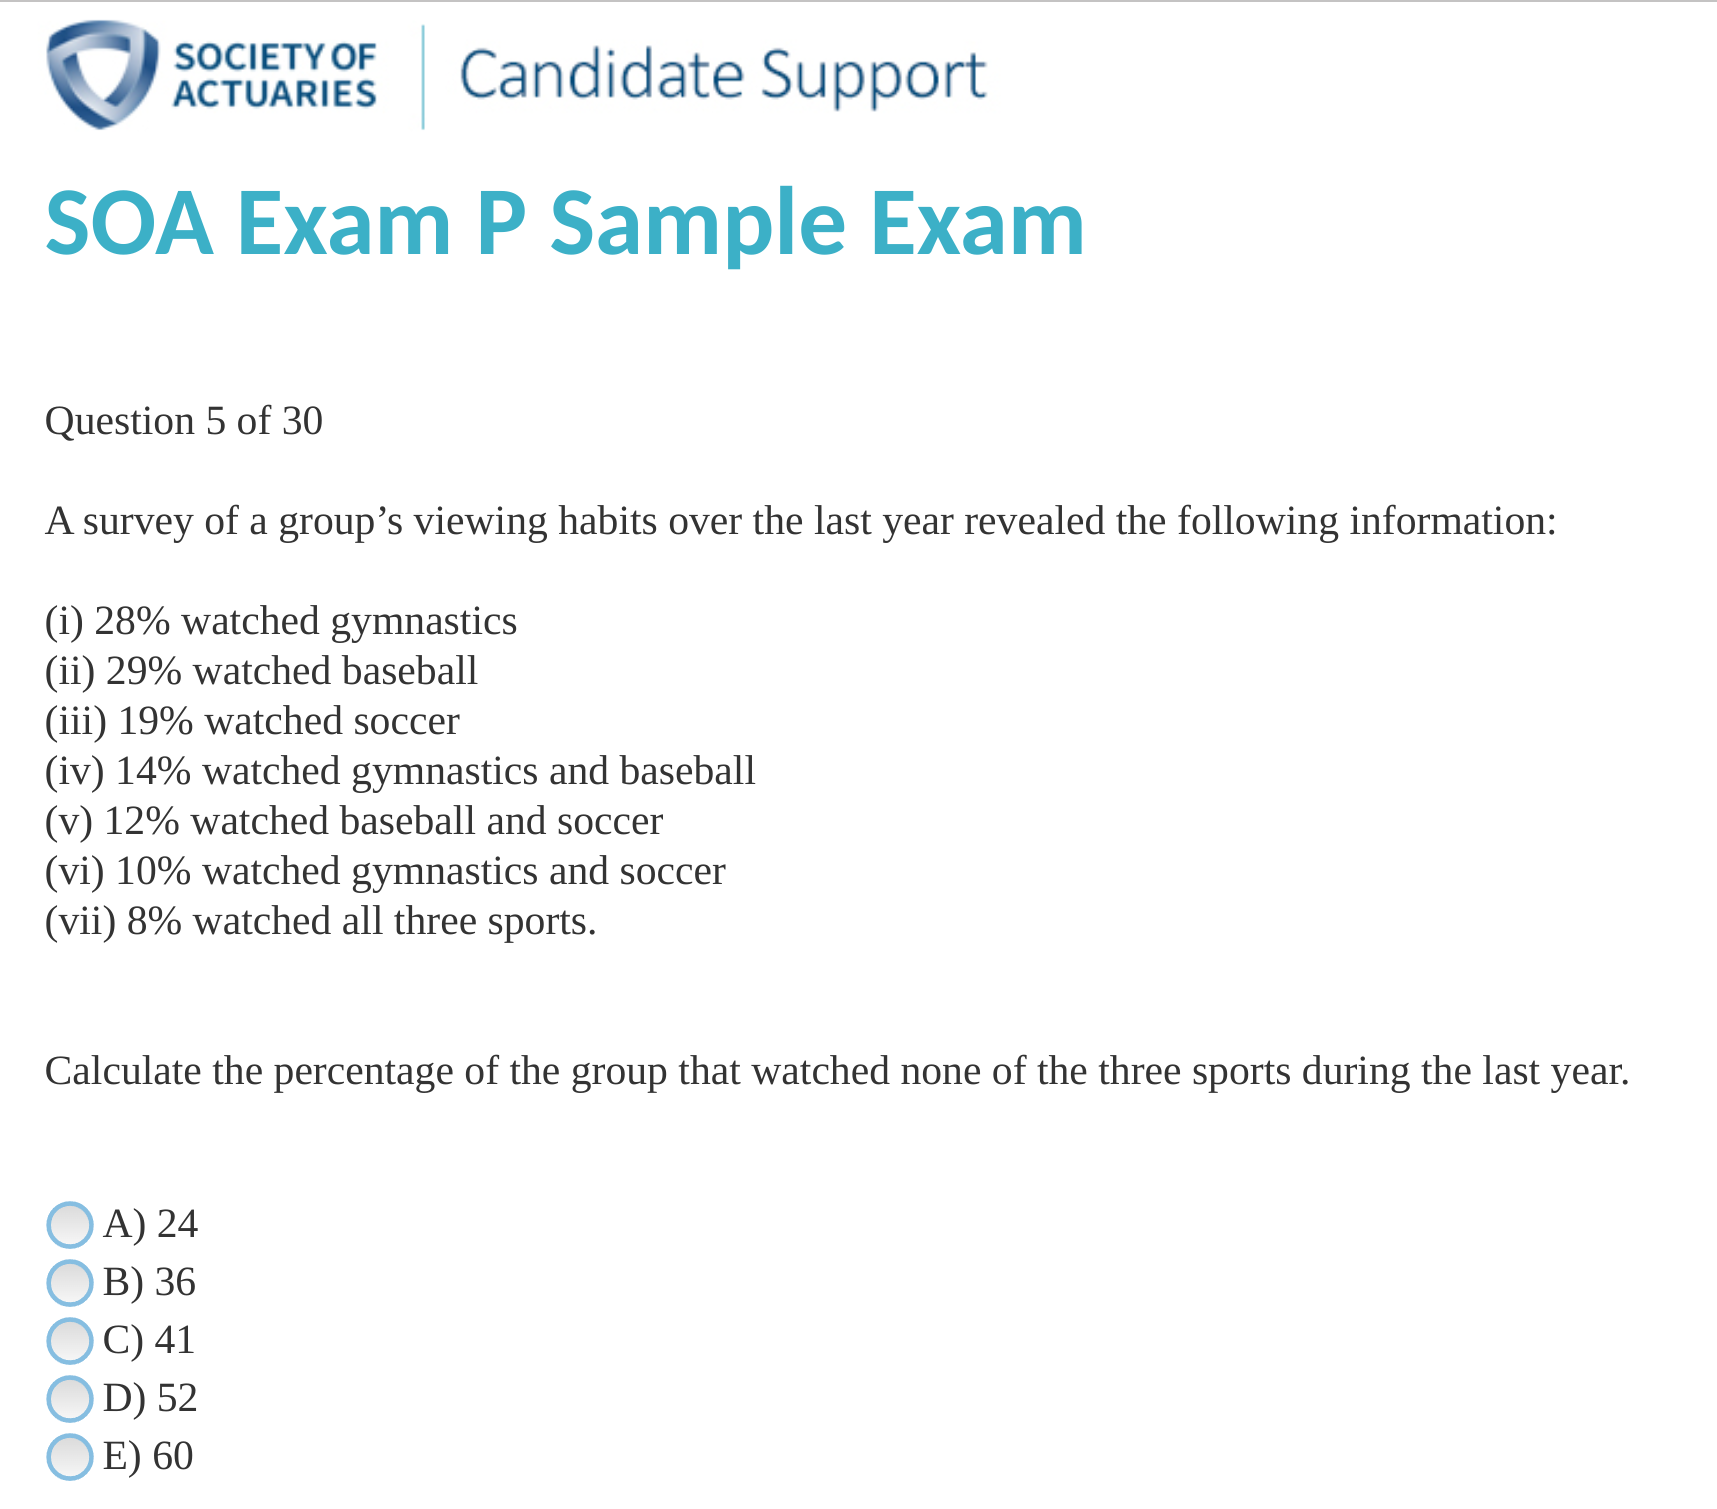 SOCIETY OF
ACTUARIES
Candidate Support
SOA Exam P Sample Exam
Question 5 of 30
A survey of a group’s viewing habits over the last year revealed the following information:
(i) 28% watched gymnastics
(ii) 29% watched baseball
(iii) 19% watched soccer
(iv) 14% watched gymnastics and baseball
(v) 12% watched baseball and soccer
(vi) 10% watched gymnastics and soccer
(vii) 8% watched all three sports.
Calculate the percentage of the group that watched none of the three sports during the last year.
A) 24
B) 36
C) 41
D) 52
E) 60